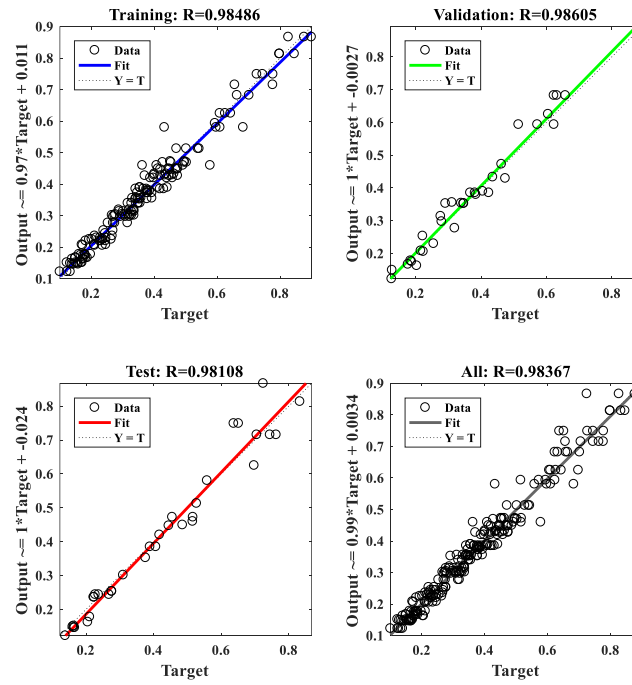 Training: R=0.98486
Output ~= 0.97*Target + 0.011
0.9
0.8
0.7
0.6
0.5
0.4
0.3
0.2
0.1
Data
Fit
Y = T
0.2 0.4 0.6 0.8
Target
Validation: R=0.98605
Output ~= 1*Target + -0.0027
0.8
0.7
0.6
0.5
0.4
0.3
0.2
Data
Fit
Y = T
0.2 0.4 0.6 0.8
Target
Test: R=0.98108
Output ~= 1*Target + -0.024
0.8
0.7
0.6
0.5
0.4
0.3
0.2
Data
Fit
Y = T
0.2 0.4 0.6 0.8
Target
All: R=0.98367
Output ~= 0.99*Target + 0.0034
0.9
0.8
0.7
0.6
0.5
0.4
0.3
0.2
0.1
Data
Fit
Y = T
0.2 0.4 0.6 0.8
Target